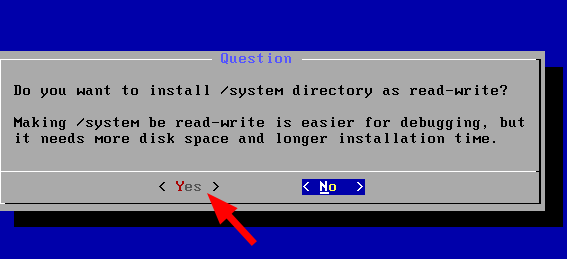 Question
Do you want to install /system directory as read-write?
Making /system be read-write is easier for debugging, but
it needs more disk space and longer installation time.
< Yes > < No >